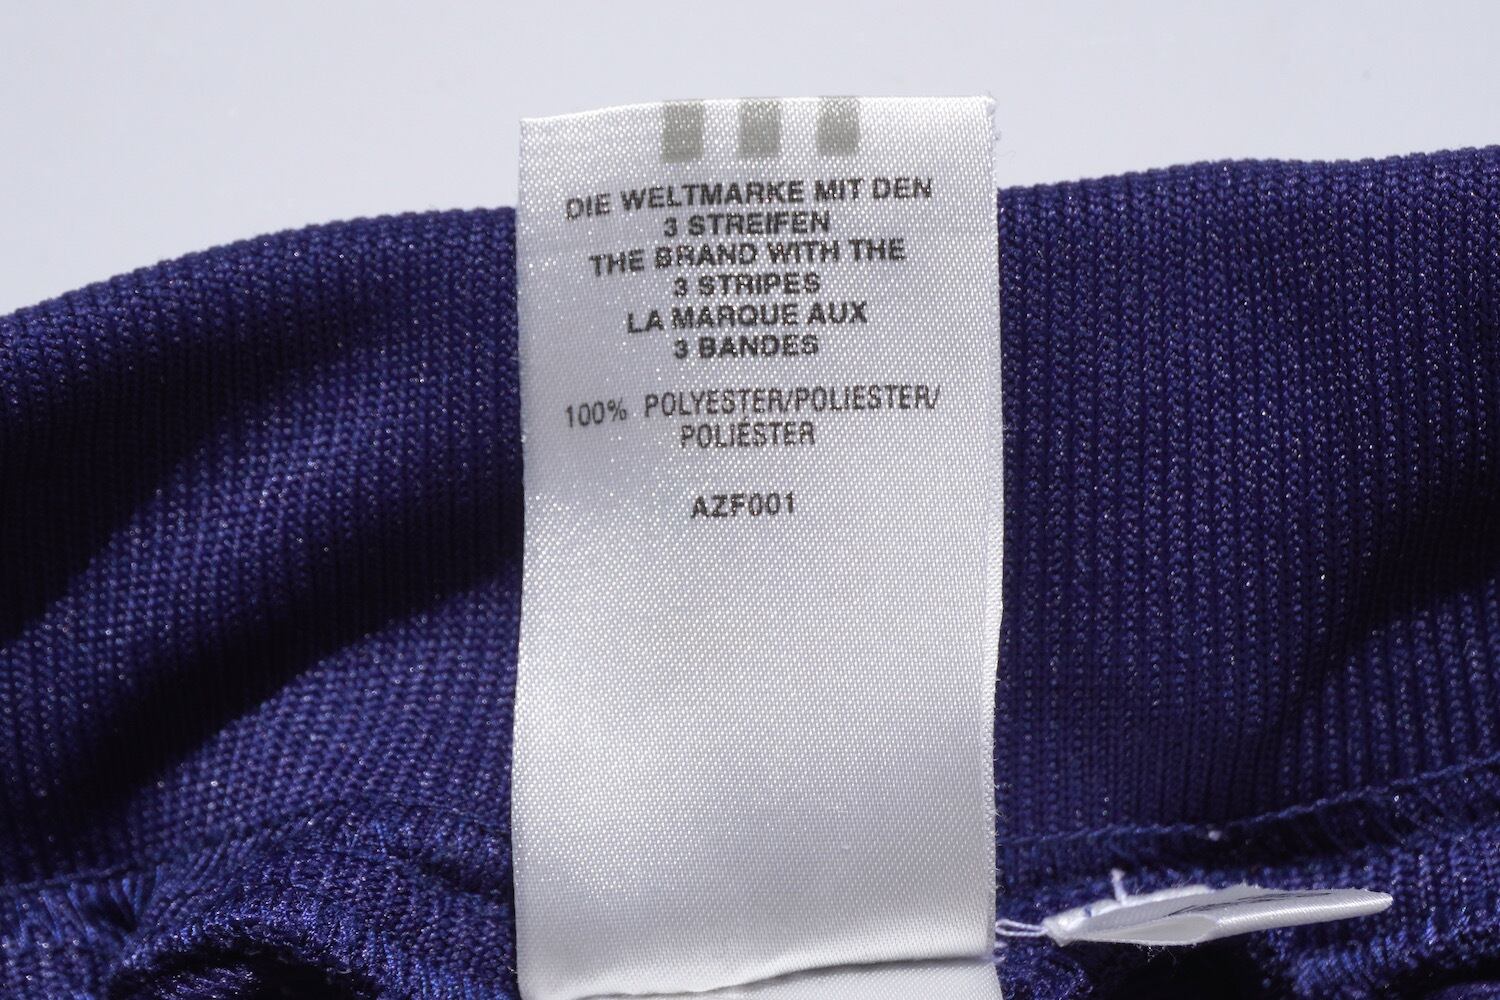 DIE WELTMARKE MIT DEN
3 STREIFEN
THE BRAND WITH THE
3 STRIPES
LA MARQUE AUX
3 BANDES
100% POLYESTER/POLIESTER/
POLIÉSTER
AZF001